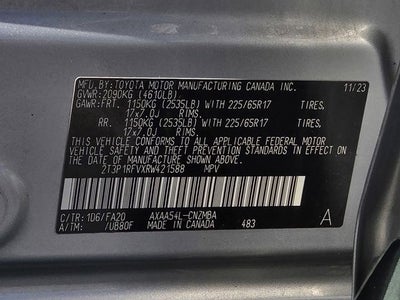 MFD. BY:TOYOTA MOTOR MANUFACTURING CANADA INC.
GVWR:2090KG (4610LB) 11/23
GAWR:FRT. 1150KG (2535LB) WITH 225/65R17 TIRES,
17x7.0J RIMS,
RR. 1150KG (2535LB) WITH 225/65R17 TIRES,
17x7.0J RIMS,
THIS VEHICLE CONFORMS TO ALL APPLICABLE FEDERAL MOTOR
VEHICLE SAFETY AND THEFT PREVENTION STANDARDS IN
EFFECT ON THE DATE OF MANUFACTURE SHOWN ABOVE.
2T3P1RFVXRW421588 MPV
C/TR:1D6/FA20 AXAA54L-CNZMBA A
A/TM: /UB80F MADE IN CANADA 483